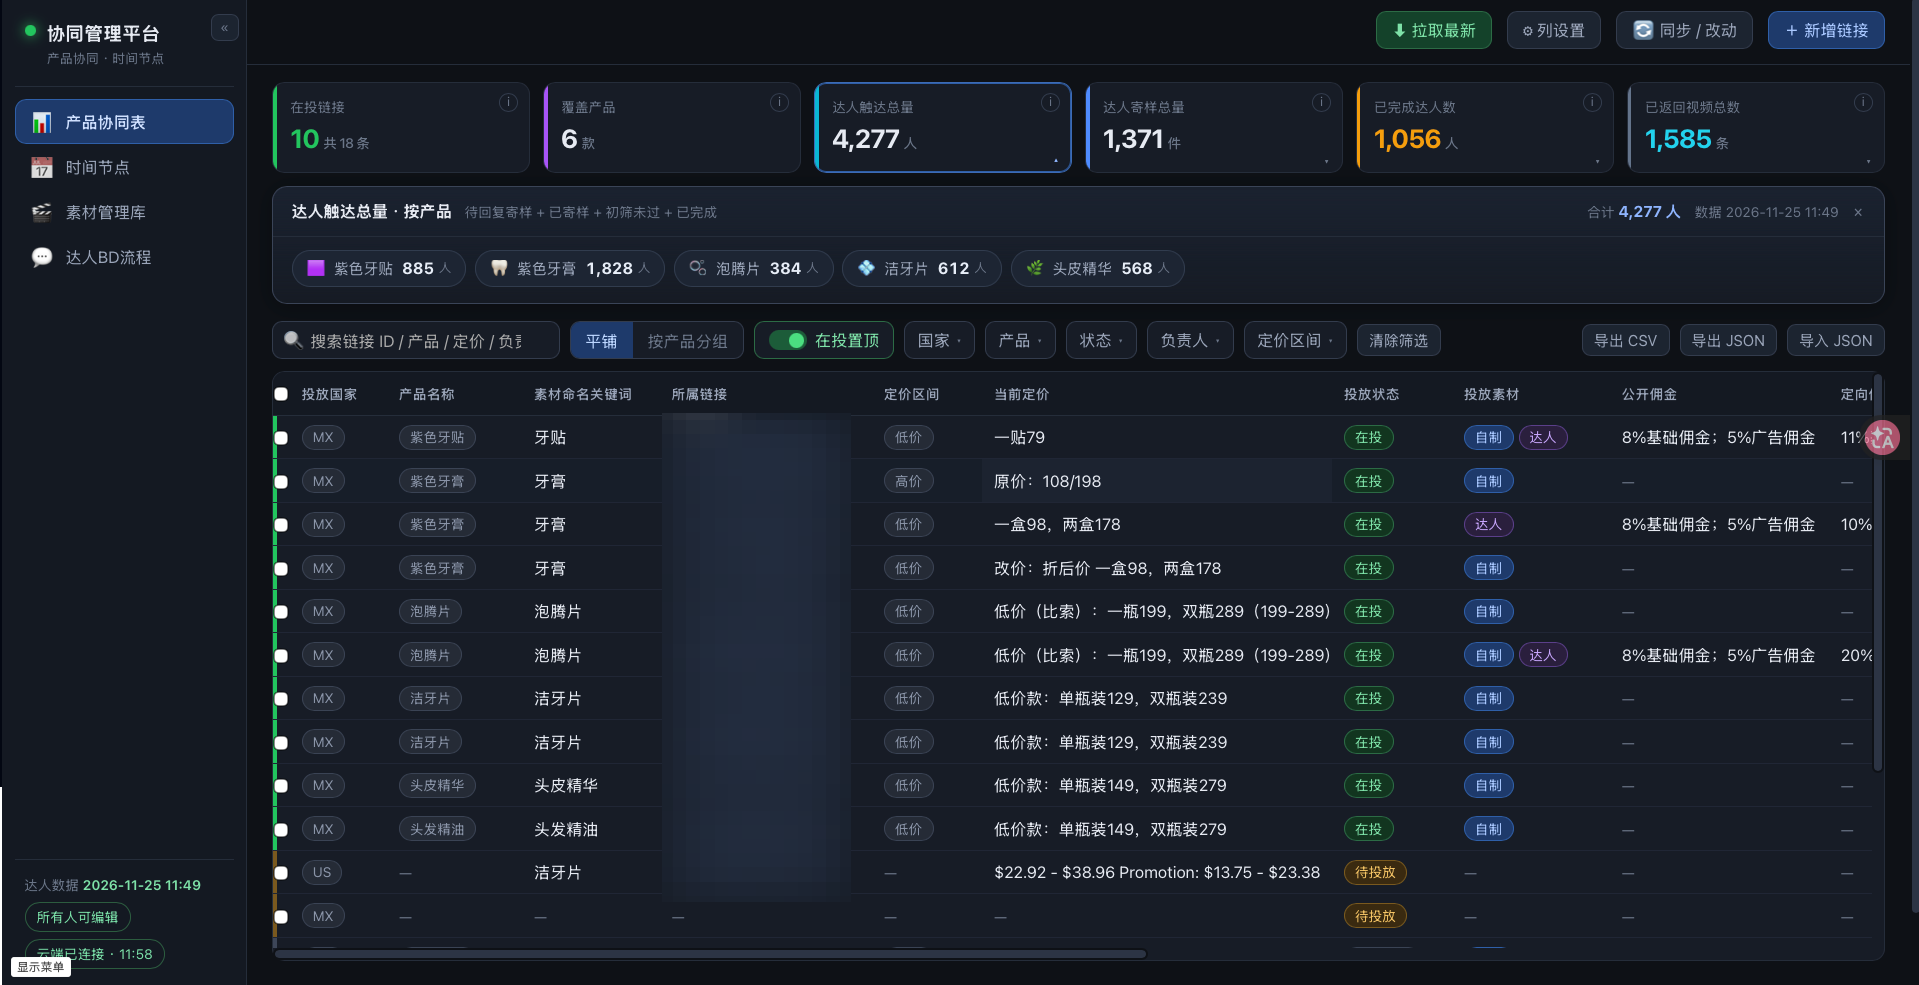 协同管理平台
产品协同 · 时间节点
«
产品协同表
17
时间节点
素材管理库
达人BD流程
达人数据 2026-11-25 11:49
所有人可编辑
云端已连接 · 11:58
显示菜单
⬇ 拉取最新
⚙ 列设置
同步 / 改动
+ 新增链接
在投链接
10 共 18 条
覆盖产品
6 款
达人触达总量
4,277 人
达人寄样总量
1,371 件
已完成达人数
1,056 人
已返回视频总数
1,585 条
达人触达总量 · 按产品 待回复寄样 + 已寄样 + 初筛未过 + 已完成
合计 4,277 人 数据 2026-11-25 11:49 ×
紫色牙贴 885 人
紫色牙膏 1,828 人
泡腾片 384 人
洁牙片 612 人
头皮精华 568 人
搜索链接 ID / 产品 / 定价 / 负
平铺 按产品分组 在投置顶 国家 产品 状态 负责人 定价区间 清除筛选
导出 CSV 导出 JSON 导入 JSON
投放国家 产品名称 素材命名关键词 所属链接 定价区间 当前定价 投放状态 投放素材 公开佣金 定向
MX 紫色牙贴 牙贴 低价 一贴79 在投 自制 达人 8%基础佣金；5%广告佣金 11%
MX 紫色牙膏 牙膏 高价 原价：108/198 在投 自制 — —
MX 紫色牙膏 牙膏 低价 一盒98，两盒178 在投 达人 8%基础佣金；5%广告佣金 10%
MX 紫色牙膏 牙膏 低价 改价：折后价 一盒98，两盒178 在投 自制 — —
MX 泡腾片 泡腾片 低价 低价（比索）：一瓶199，双瓶289（199-289） 在投 自制 — —
MX 泡腾片 泡腾片 低价 低价（比索）：一瓶199，双瓶289（199-289） 在投 自制 达人 8%基础佣金；5%广告佣金 20%
MX 洁牙片 洁牙片 低价 低价款：单瓶装129，双瓶装239 在投 自制 — —
MX 洁牙片 洁牙片 低价 低价款：单瓶装129，双瓶装239 在投 自制 — —
MX 头皮精华 头皮精华 低价 低价款：单瓶装149，双瓶装279 在投 自制 — —
MX 头发精油 头发精油 低价 低价款：单瓶装149，双瓶装279 在投 自制 — —
US — 洁牙片 — $22.92 - $38.96 Promotion: $13.75 - $23.38 待投放 — — —
MX — — — — — 待投放 — — —